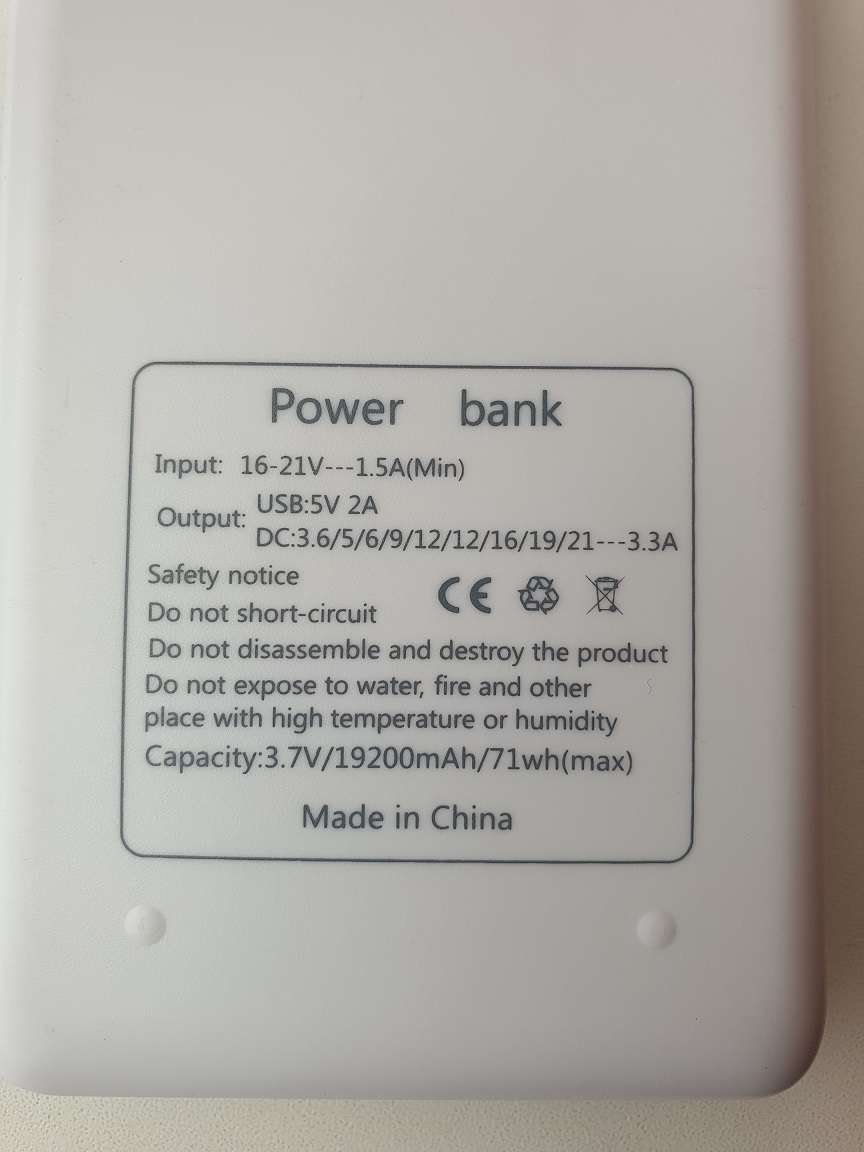 Power bank
Input: 16-21V---1.5A(Min)
Output: USB:5V 2A
DC:3.6/5/6/9/12/12/16/19/21---3.3A
Safety notice
Do not short-circuit
CE
Do not disassemble and destroy the product
Do not expose to water, fire and other
place with high temperature or humidity
Capacity:3.7V/19200mAh/71wh(max)
Made in China